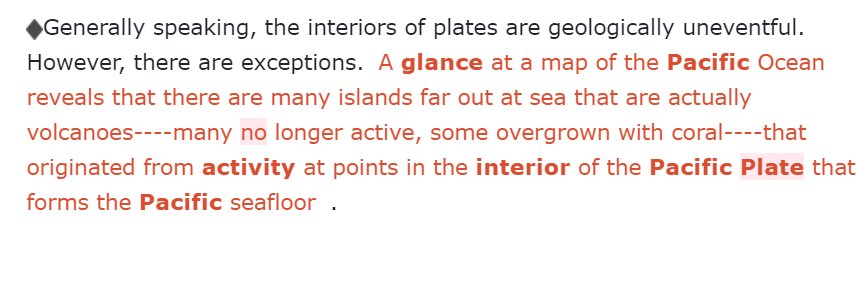 ◆Generally speaking, the interiors of plates are geologically uneventful.
However, there are exceptions. A glance at a map of the Pacific Ocean
reveals that there are many islands far out at sea that are actually
volcanoes----many no longer active, some overgrown with coral----that
originated from activity at points in the interior of the Pacific Plate that
forms the Pacific seafloor .